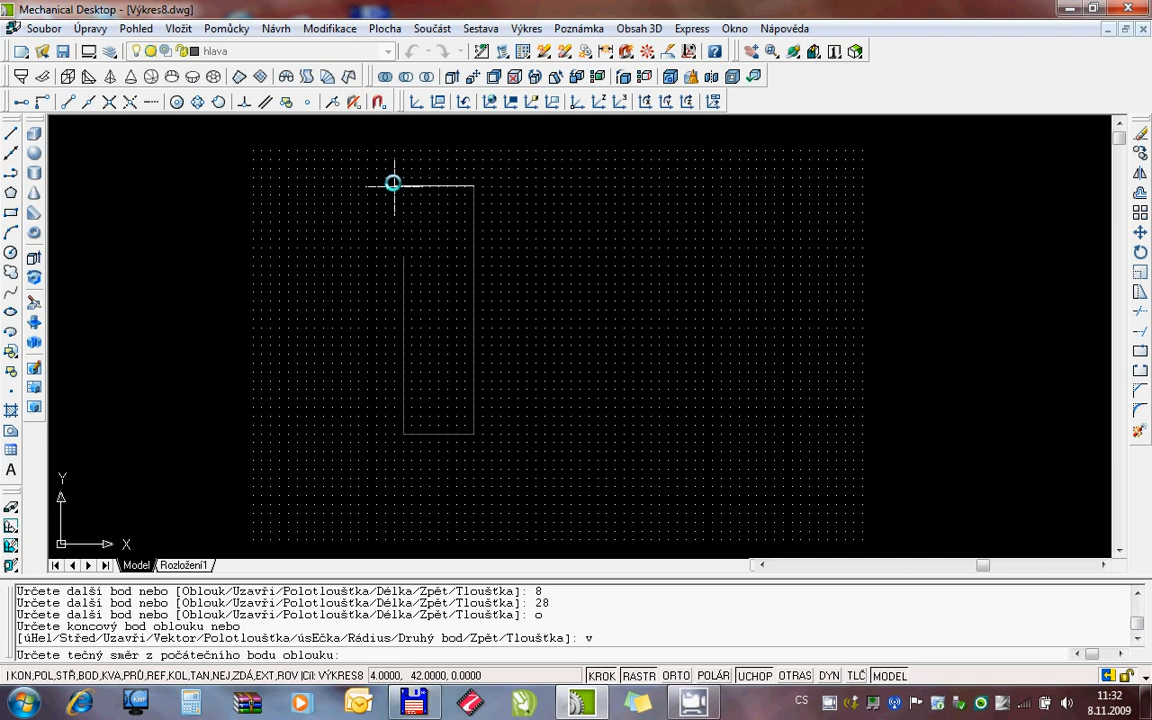 Mechanical Desktop - [Výkres8.dwg]
Soubor Úpravy Pohled Vložit Pomůcky Návrh Modifikace Plocha Součást Sestava Výkres Poznámka Obsah 3D Express Okno Nápověda
hlava
Y
X
Model Rozložení1
Určete další bod nebo [Oblouk/Uzavři/Polotloušťka/Délka/Zpět/Tloušťka]: 8
Určete další bod nebo [Oblouk/Uzavři/Polotloušťka/Délka/Zpět/Tloušťka]: 28
Určete další bod nebo [Oblouk/Uzavři/Polotloušťka/Délka/Zpět/Tloušťka]: o
Určete koncový bod oblouku nebo
[úHel/Střed/Uzavři/Vektor/Polotloušťka/úsEčka/Rádius/Druhý bod/Zpět/Tloušťka]: v
Určete tečný směr z počátečního bodu oblouku:
KON,POL,STŘ,BOD,KVA,PRŮ,REF,KOL,TAN,NEJ,ZDÁ,EXT,ROV ICíl: VÝKRES8 4.0000, 42.0000, 0.0000 KROK RASTR ORTO POLÁR UCHOP OTRAS DYN TLČ MODEL
KMP CS 11:32
8.11.2009